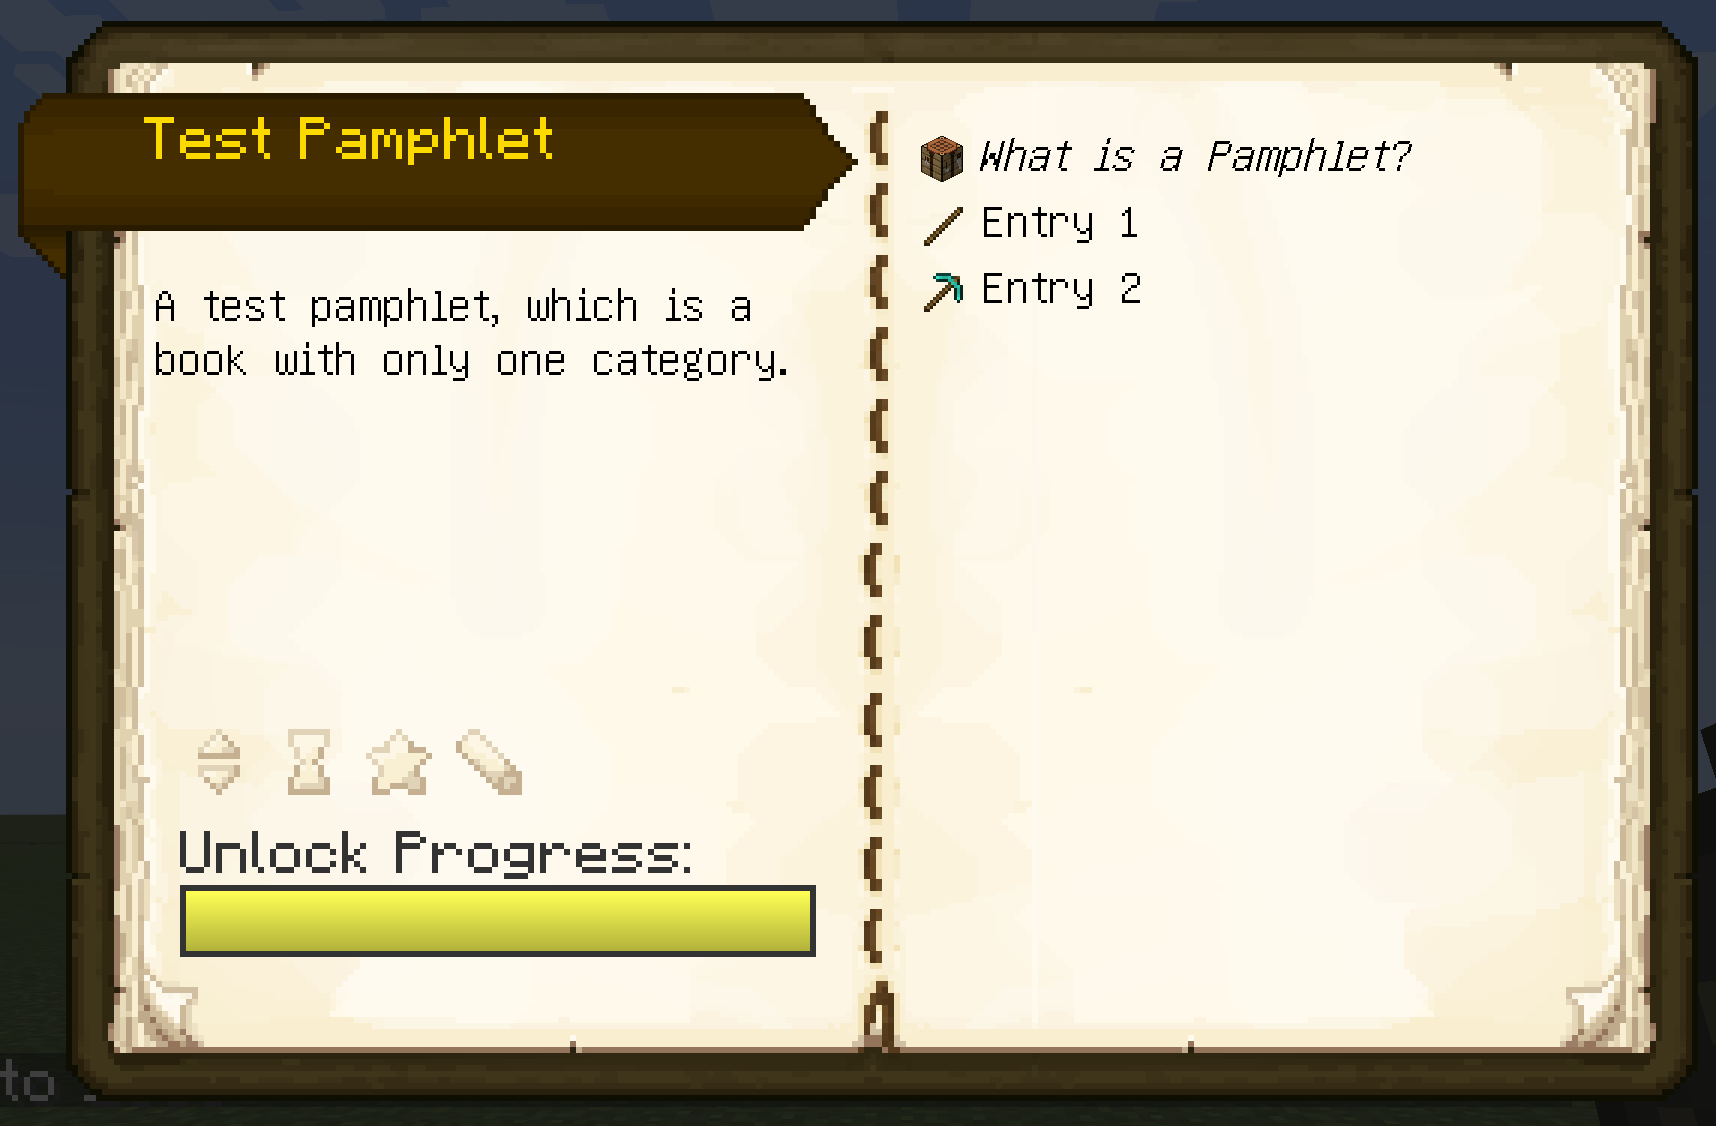 Test Pamphlet
A test pamphlet, which is a
book with only one category.
Unlock Progress:
What is a Pamphlet?
Entry 1
Entry 2
to